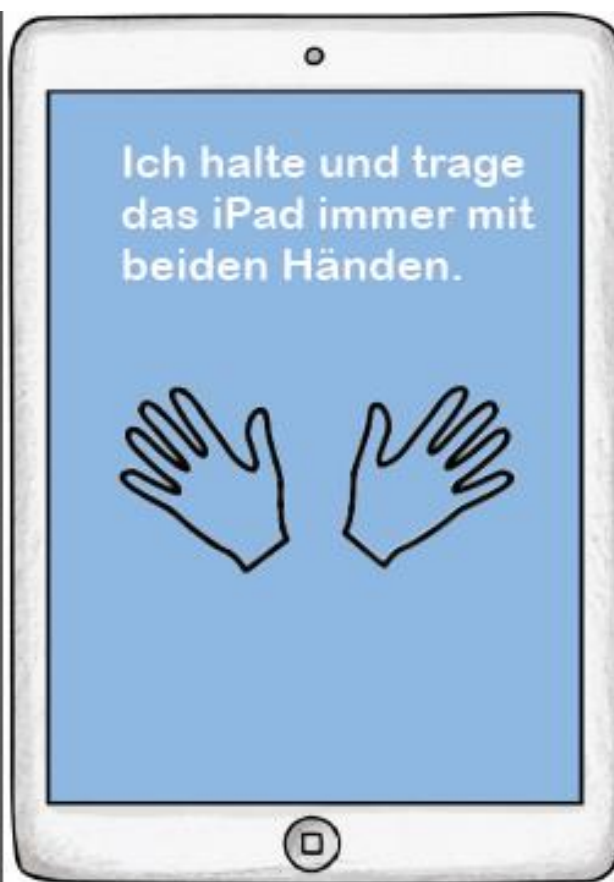 Ich halte und trage
das iPad immer mit
beiden Händen.